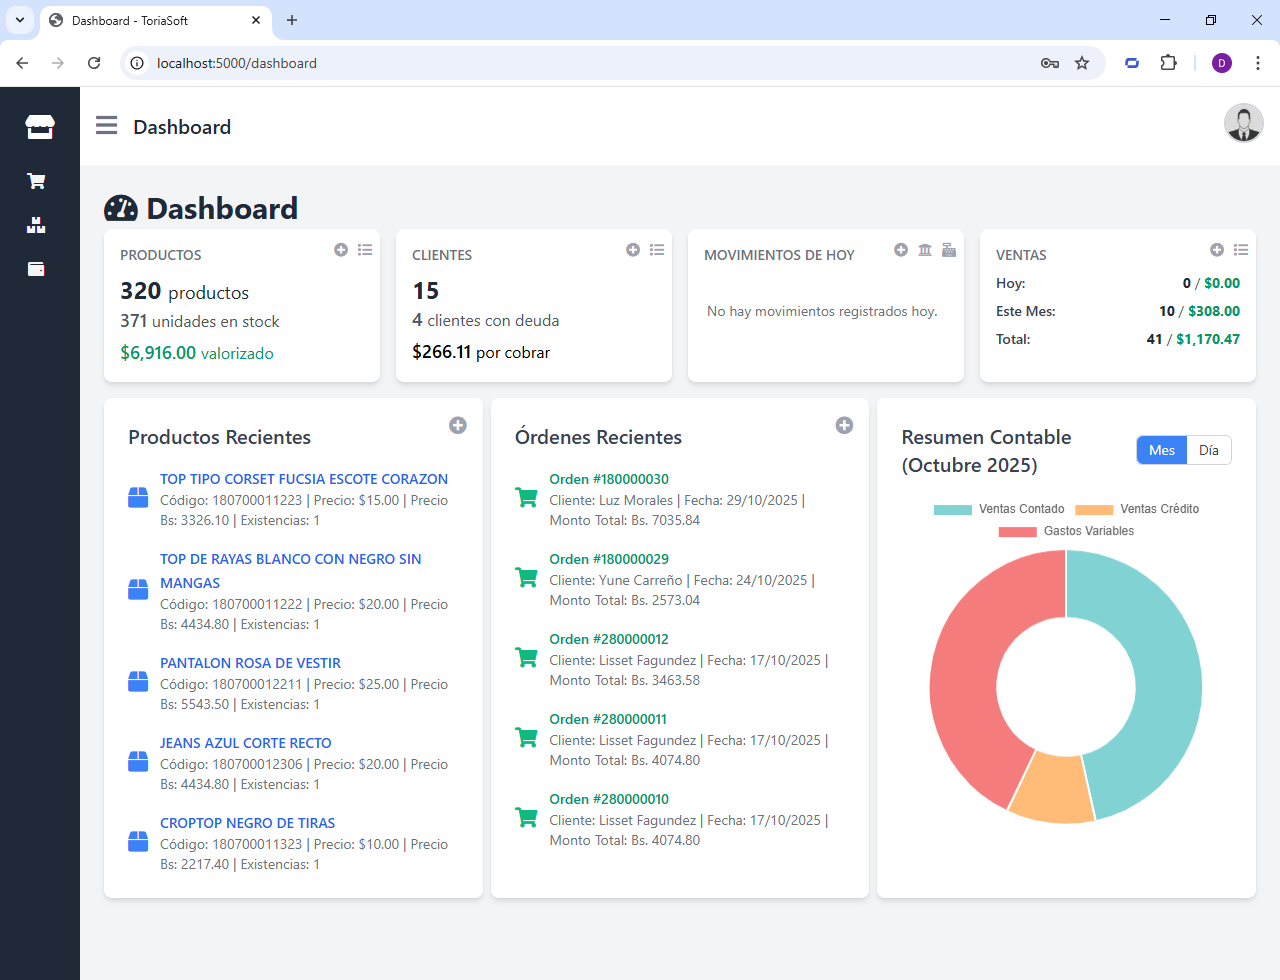 Dashboard - ToriaSoft
localhost:5000/dashboard
D
Dashboard
Dashboard
PRODUCTOS
320 productos
371 unidades en stock
$6,916.00 valorizado
CLIENTES
15
4 clientes con deuda
$266.11 por cobrar
MOVIMIENTOS DE HOY
No hay movimientos registrados hoy.
VENTAS
Hoy: 0 / $0.00
Este Mes: 10 / $308.00
Total: 41 / $1,170.47
Productos Recientes
TOP TIPO CORSET FUCSIA ESCOTE CORAZON
Código: 180700011223 | Precio: $15.00 | Precio
Bs: 3326.10 | Existencias: 1
TOP DE RAYAS BLANCO CON NEGRO SIN
MANGAS
Código: 180700011222 | Precio: $20.00 | Precio
Bs: 4434.80 | Existencias: 1
PANTALON ROSA DE VESTIR
Código: 180700012211 | Precio: $25.00 | Precio
Bs: 5543.50 | Existencias: 1
JEANS AZUL CORTE RECTO
Código: 180700012306 | Precio: $20.00 | Precio
Bs: 4434.80 | Existencias: 1
CROPTOP NEGRO DE TIRAS
Código: 180700011323 | Precio: $10.00 | Precio
Bs: 2217.40 | Existencias: 1
Órdenes Recientes
Orden #180000030
Cliente: Luz Morales | Fecha: 29/10/2025 |
Monto Total: Bs. 7035.84
Orden #180000029
Cliente: Yune Carreño | Fecha: 24/10/2025 |
Monto Total: Bs. 2573.04
Orden #280000012
Cliente: Lisset Fagundez | Fecha: 17/10/2025 |
Monto Total: Bs. 3463.58
Orden #280000011
Cliente: Lisset Fagundez | Fecha: 17/10/2025 |
Monto Total: Bs. 4074.80
Orden #280000010
Cliente: Lisset Fagundez | Fecha: 17/10/2025 |
Monto Total: Bs. 4074.80
Resumen Contable
(Octubre 2025)
Mes Día
Ventas Contado Ventas Crédito
Gastos Variables